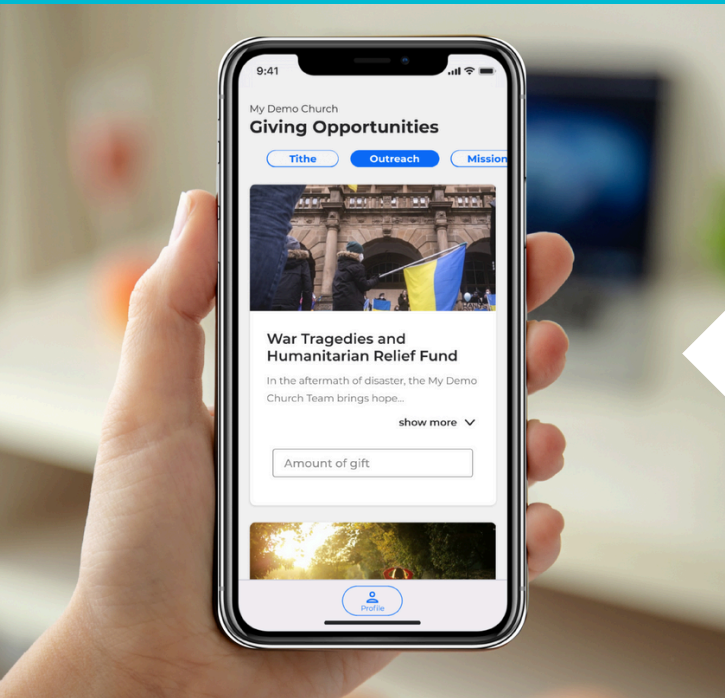 9:41
My Demo Church
Giving Opportunities
Tithe
Outreach
Mission
War Tragedies and
Humanitarian Relief Fund
In the aftermath of disaster, the My Demo
Church Team brings hope...
show more
Amount of gift
Profile